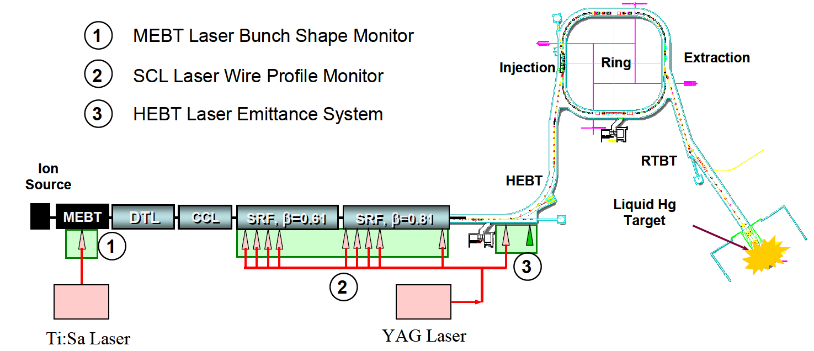 1 MEBT Laser Bunch Shape Monitor
2 SCL Laser Wire Profile Monitor
3 HEBT Laser Emittance System
Injection
Ring
Extraction
Ion
Source
HEBT
RTBT
Liquid Hg
Target
MEBT
DTL
CCL
SRF, β=0.61
SRF, β=0.81
1
2
3
Ti:Sa Laser
YAG Laser